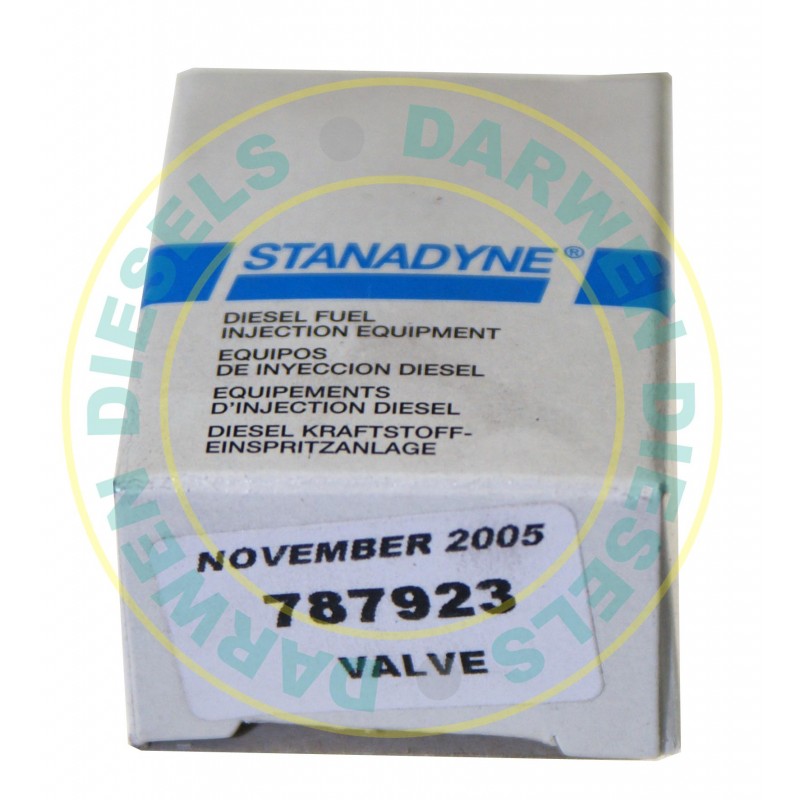 STANADYNE®
DIESEL FUEL
INJECTION EQUIPMENT
EQUIPOS
DE INYECCION DIESEL
EQUIPEMENTS
D'INJECTION DIESEL
DIESEL KRAFTSTOFF-
EINSPRITZANLAGE
NOVEMBER 2005
787923
VALVE
DARWEN DIESELS • DARWEN DIESELS •